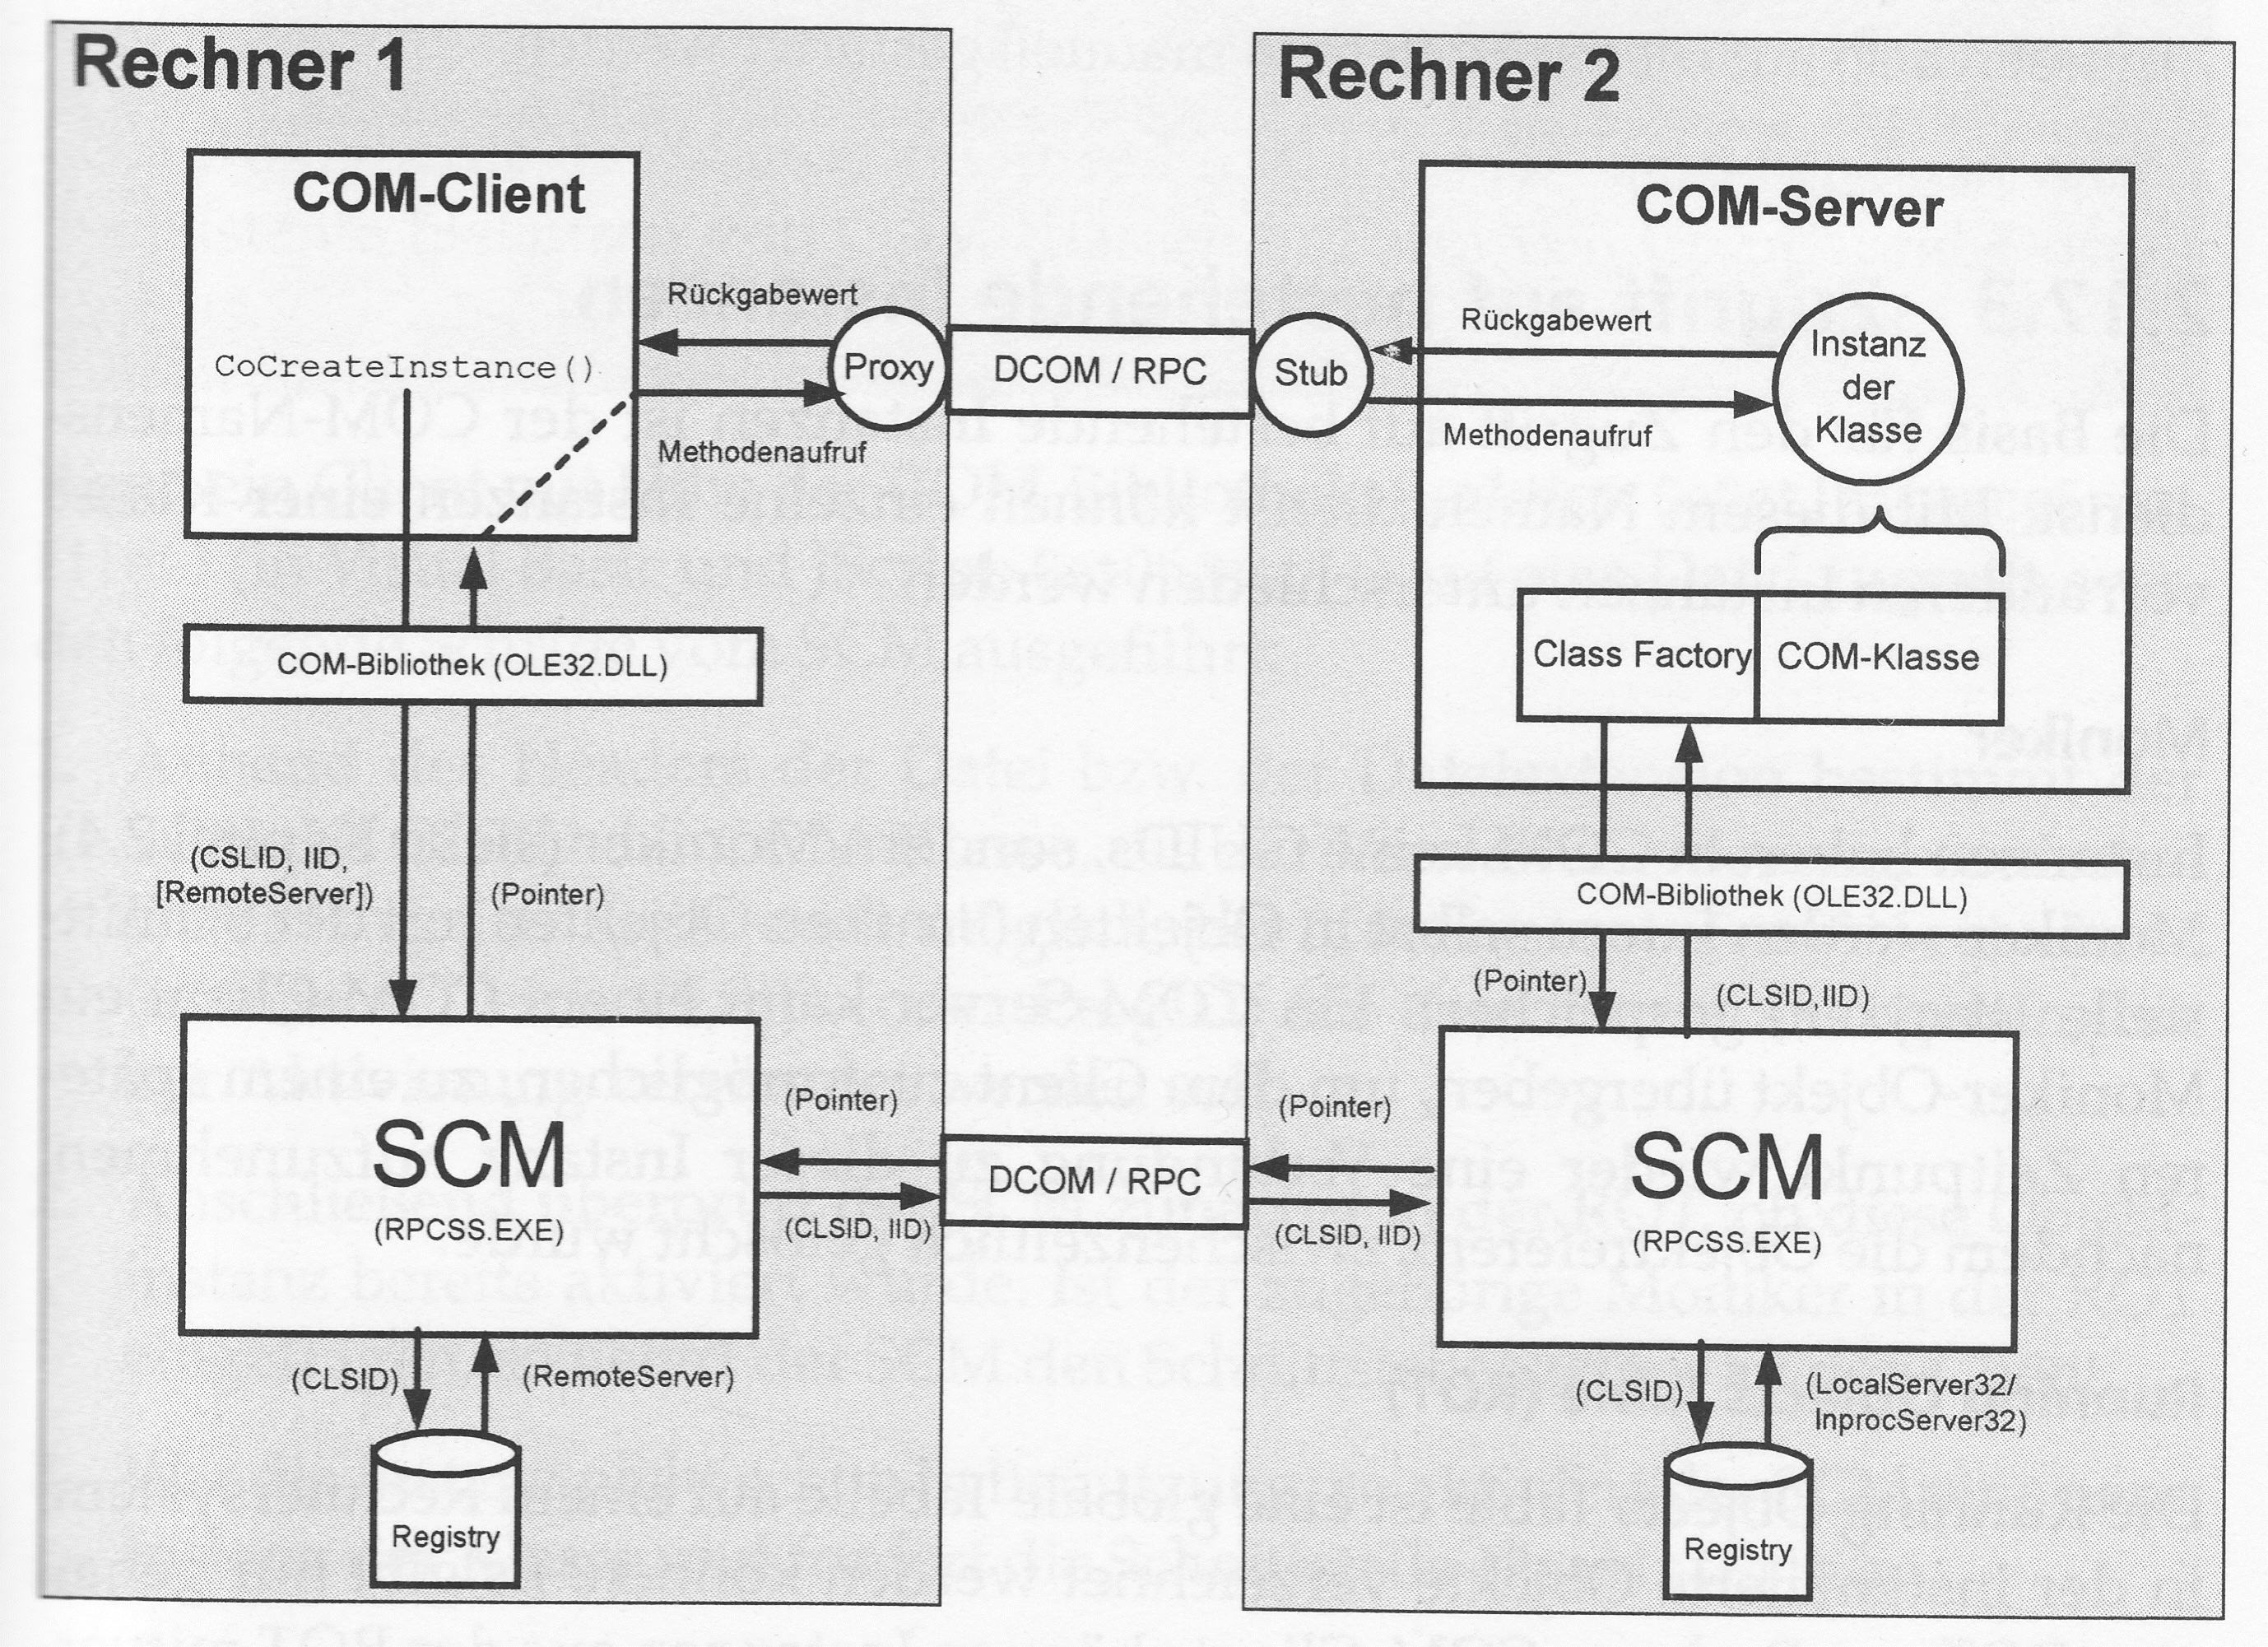 Rechner 1
COM-Client
CoCreateInstance()
Rückgabewert
Proxy
Methodenaufruf
COM-Bibliothek (OLE32.DLL)
(CSLID, IID,
[RemoteServer])
(Pointer)
SCM
(RPCSS.EXE)
(Pointer)
(CLSID, IID)
(CLSID)
(RemoteServer)
Registry
DCOM / RPC
DCOM / RPC
Rechner 2
COM-Server
Stub
Rückgabewert
Methodenaufruf
Instanz
der
Klasse
Class Factory
COM-Klasse
COM-Bibliothek (OLE32.DLL)
(Pointer)
(CLSID,IID)
(Pointer)
(CLSID, IID)
SCM
(RPCSS.EXE)
(CLSID)
(LocalServer32/
InprocServer32)
Registry